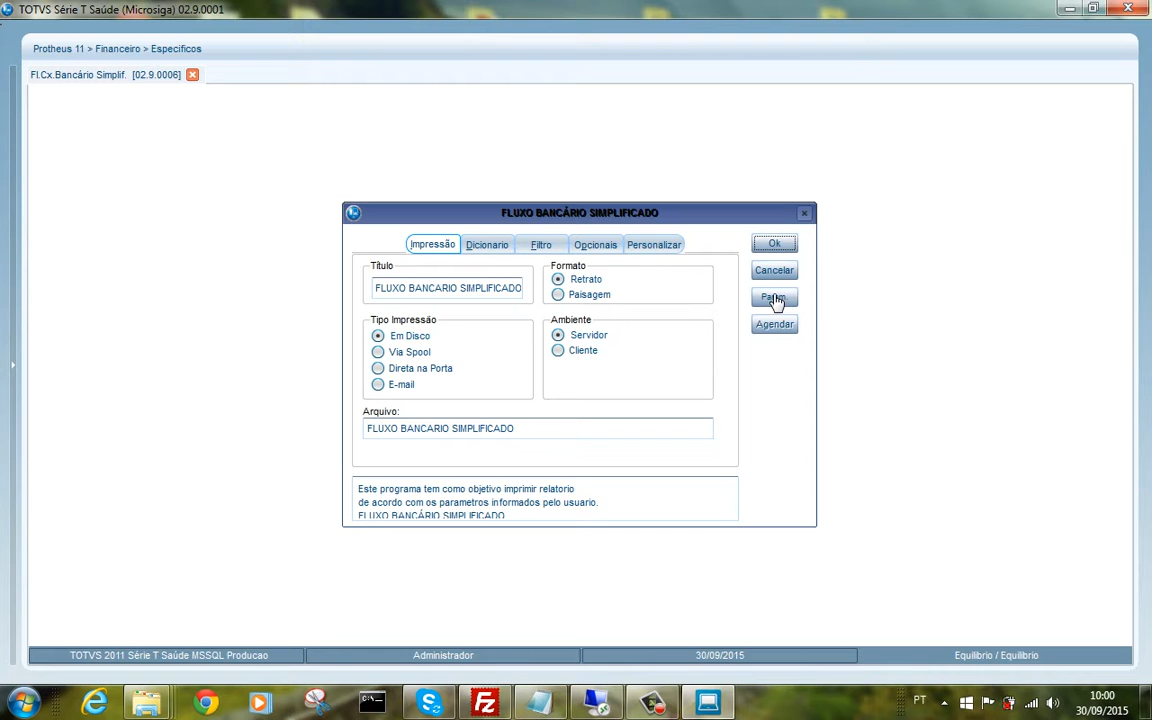 TOTVS Série T Saúde (Microsiga) 02.9.0001
Protheus 11 > Financeiro > Especificos
Fl.Cx.Bancário Simplif. [02.9.0006]
FLUXO BANCÁRIO SIMPLIFICADO
Impressão Dicionario Filtro Opcionais Personalizar
Ok
Título
FLUXO BANCARIO SIMPLIFICADO
Formato
Retrato
Paisagem
Cancelar
Agendar
Tipo Impressão
Em Disco
Via Spool
Direta na Porta
E-mail
Ambiente
Servidor
Cliente
Arquivo:
FLUXO BANCARIO SIMPLIFICADO
Este programa tem como objetivo imprimir relatorio
de acordo com os parametros informados pelo usuario.
FLUXO BANCÁRIO SIMPLIFICADO
TOTVS 2011 Série T Saúde MSSQL Producao Administrador 30/09/2015 Equilibrio / Equilibrio
PT
10:00
30/09/2015